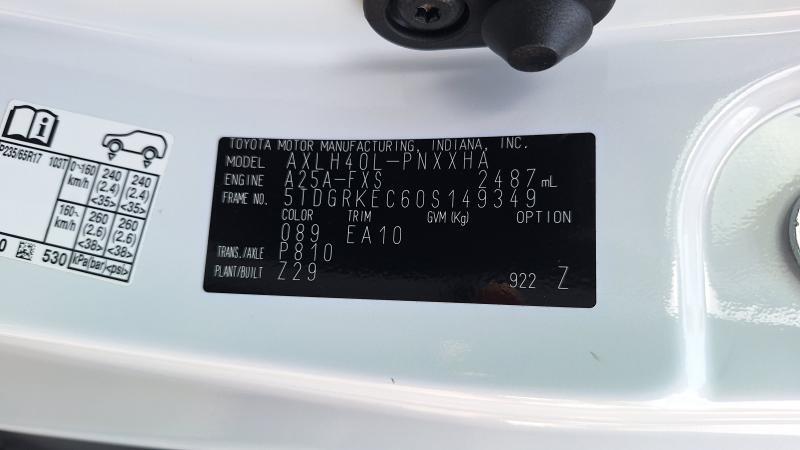 P235/65R17 103T
0~160 km/h 240 (2.4) <35> 240 (2.4) <35>
160~ km/h 260 (2.6) <38> 260 (2.6) <38>
0 530 kPa(bar)<psi>
TOYOTA MOTOR MANUFACTURING, INDIANA, INC.
MODEL AXLH40L-PNXXHA
ENGINE A25A-FXS 2487 mL
FRAME NO. 5TDGRKEC60S149349
COLOR TRIM GVM (Kg) OPTION
089 EA10
TRANS./AXLE P810
PLANT/BUILT Z29 922 Z